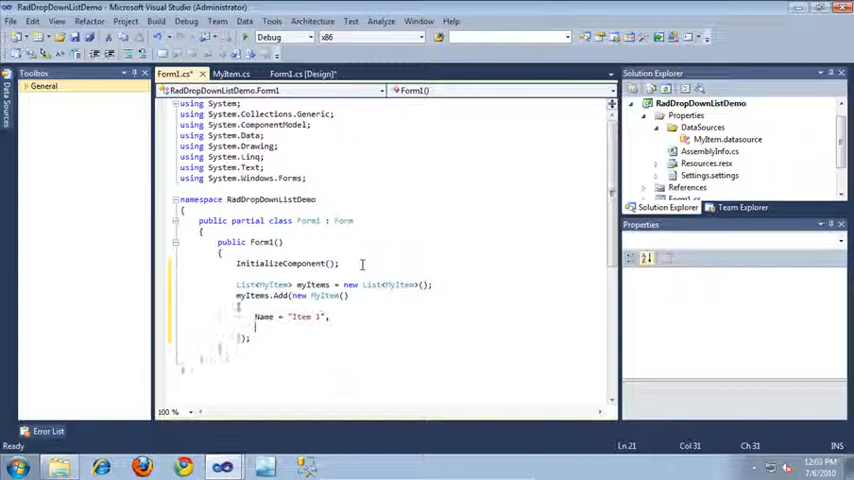 RadDropDownListDemo - Microsoft Visual Studio (Administrator)
File Edit View Refactor Project Build Debug Team Data Tools Architecture Test Analyze Window Help
Debug x86
Toolbox
General
Data Sources
Form1.cs* MyItem.cs Form1.cs [Design]*
RadDropDownListDemo.Form1 Form1()
using System;
using System.Collections.Generic;
using System.ComponentModel;
using System.Data;
using System.Drawing;
using System.Linq;
using System.Text;
using System.Windows.Forms;
namespace RadDropDownListDemo
{
public partial class Form1 : Form
{
public Form1()
{
InitializeComponent();
List<MyItem> myItems = new List<MyItem>();
myItems.Add(new MyItem()
{
Name = "Item 1",
});
100 %
Solution Explorer
RadDropDownListDemo
Properties
DataSources
MyItem.datasource
AssemblyInfo.cs
Resources.resx
Settings.settings
References
Form1.cs
Solution Explorer Team Explorer
Properties
Error List
Ready Ln 21 Col 31 Ch 31
12:03 PM
7/6/2010